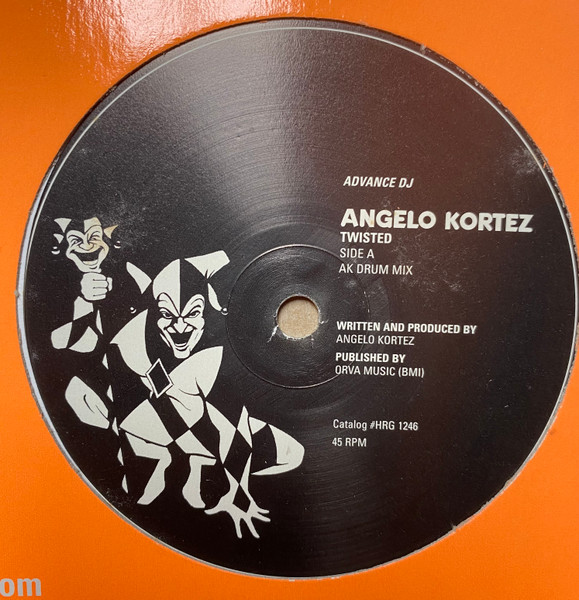 ADVANCE DJ
ANGELO KORTEZ
TWISTED
SIDE A
AK DRUM MIX
WRITTEN AND PRODUCED BY
ANGELO KORTEZ
PUBLISHED BY
ORVA MUSIC (BMI)
Catalog #HRG 1246
45 RPM
om